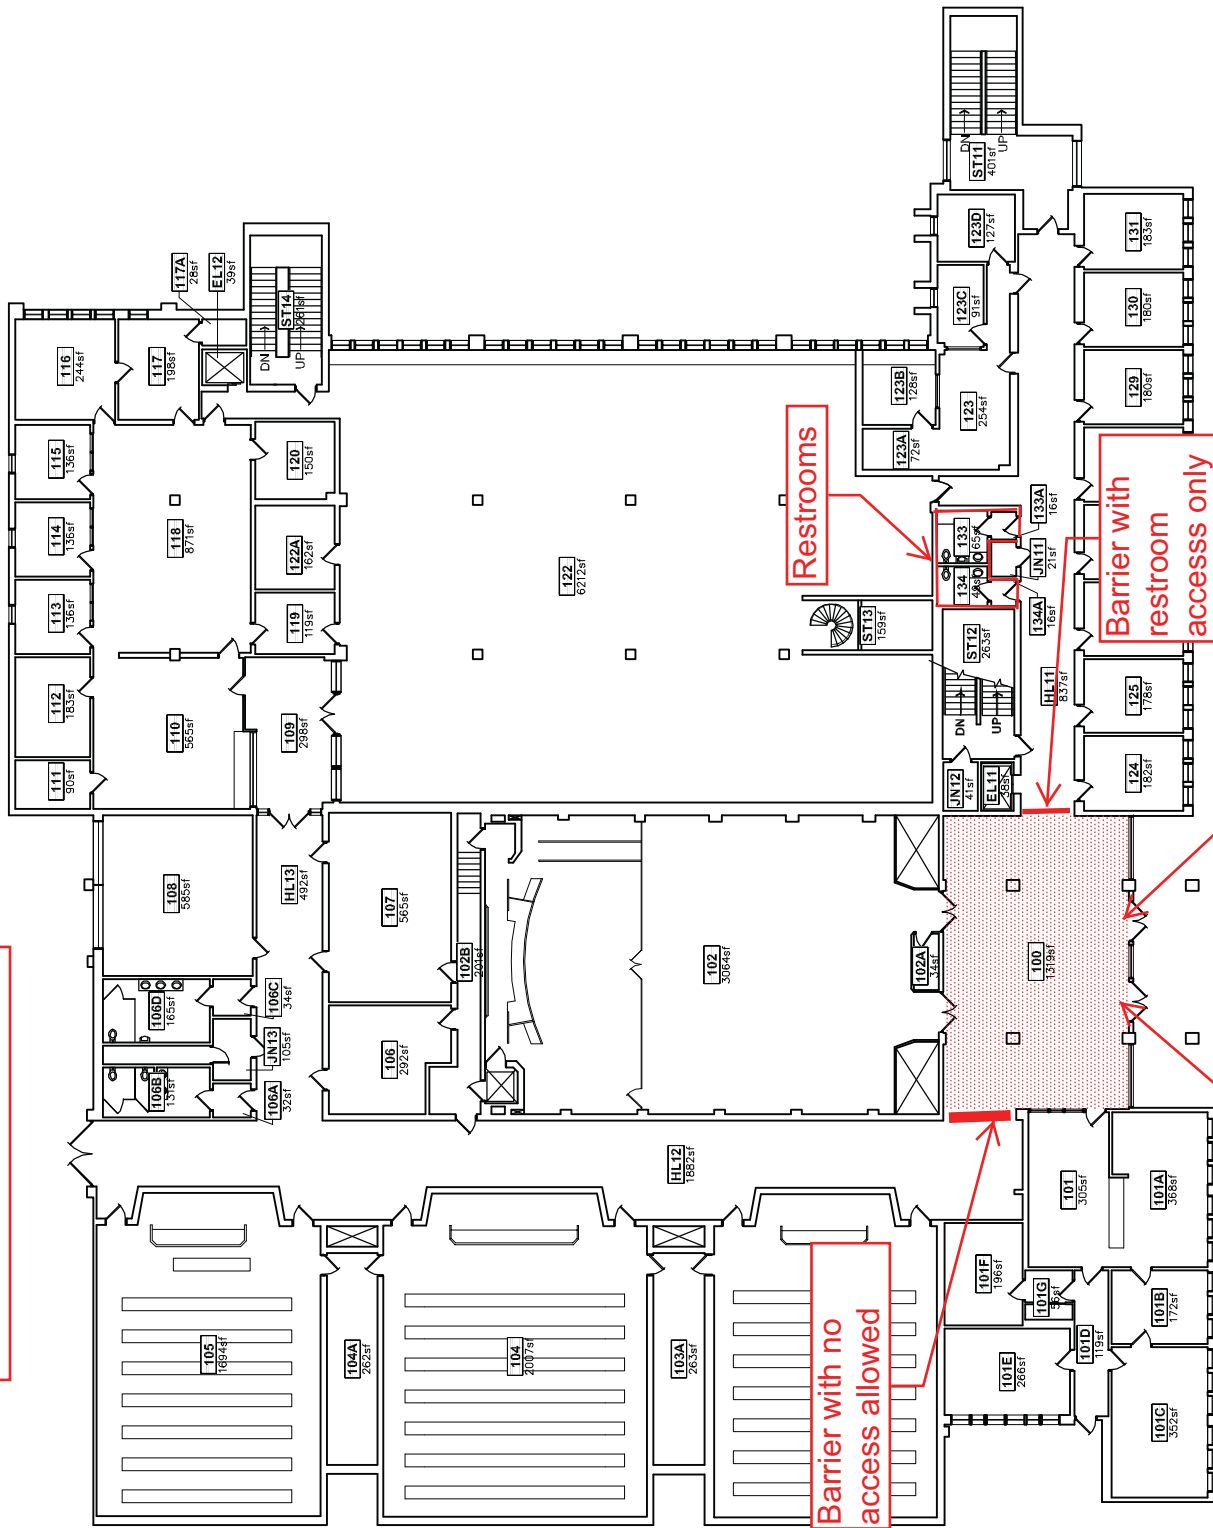 116
244sf
117A
28sf
EL12
39sf
117
198sf
ST14
261sf
DN
UP
115
136sf
114
136sf
113
136sf
112
183sf
111
90sf
118
871sf
120
150sf
122A
162sf
119
119sf
110
565sf
109
298sf
122
6212sf
123B
128sf
123A
72sf
123
254sf
123C
91sf
123D
127sf
ST11
401sf
DN
UP
131
183sf
130
180sf
129
180sf
Restrooms
133
65sf
134
133A
16sf
JN11
21sf
134A
16sf
Barrier with
restroom
accesss only
ST13
159sf
ST12
263sf
DN
UP
HL11
837sf
125
178sf
124
182sf
JN12
41sf
EL11
38sf
108
585sf
HL13
492sf
107
565sf
102B
201sf
102
3064sf
102A
34sf
100
1319sf
106D
165sf
106C
34sf
JN13
105sf
106B
131sf
106A
32sf
106
292sf
HL12
1882sf
105
1694sf
104A
262sf
104
2007sf
103A
263sf
Barrier with no
access allowed
101
305sf
101A
368sf
101F
196sf
101G
56sf
101B
172sf
101D
119sf
101E
266sf
101C
352sf